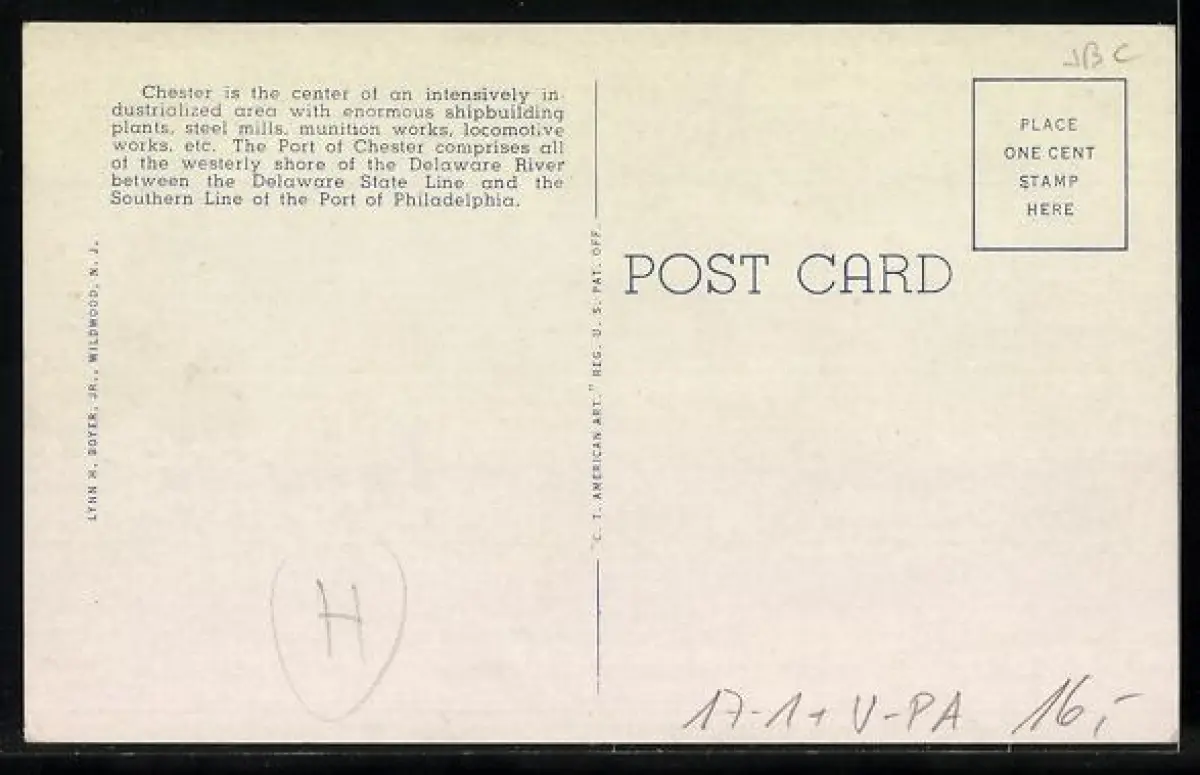 JBC
Chester is the center of an intensively in-
dustrialized area with enormous shipbuilding
plants, steel mills, munition works, locomotive
works, etc. The Port of Chester comprises all
of the westerly shore of the Delaware River
between the Delaware State Line and the
Southern Line of the Port of Philadelphia.
PLACE
ONE CENT
STAMP
HERE
POST CARD
LYNN H. BOYER, JR., WILDWOOD, N. J.
"C. T. AMERICAN ART." REG. U. S. PAT. OFF.
H
17-1+ V-PA 16,-